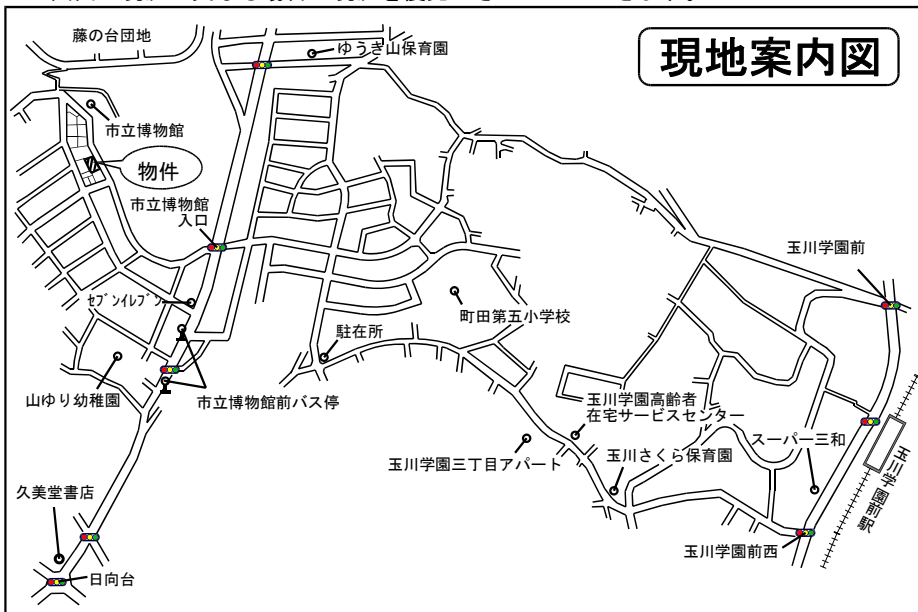 現地案内図
藤の台団地
ゆうき山保育園
市立博物館
物件
市立博物館
入口
玉川学園前
ｾﾌﾞﾝｲﾚﾌﾞﾝ
町田第五小学校
駐在所
山ゆり幼稚園
市立博物館前バス停
玉川学園高齢者
在宅サービスセンター
スーパー三和
玉川学園三丁目アパート
玉川さくら保育園
玉川学園前駅
久美堂書店
玉川学園前西
日向台